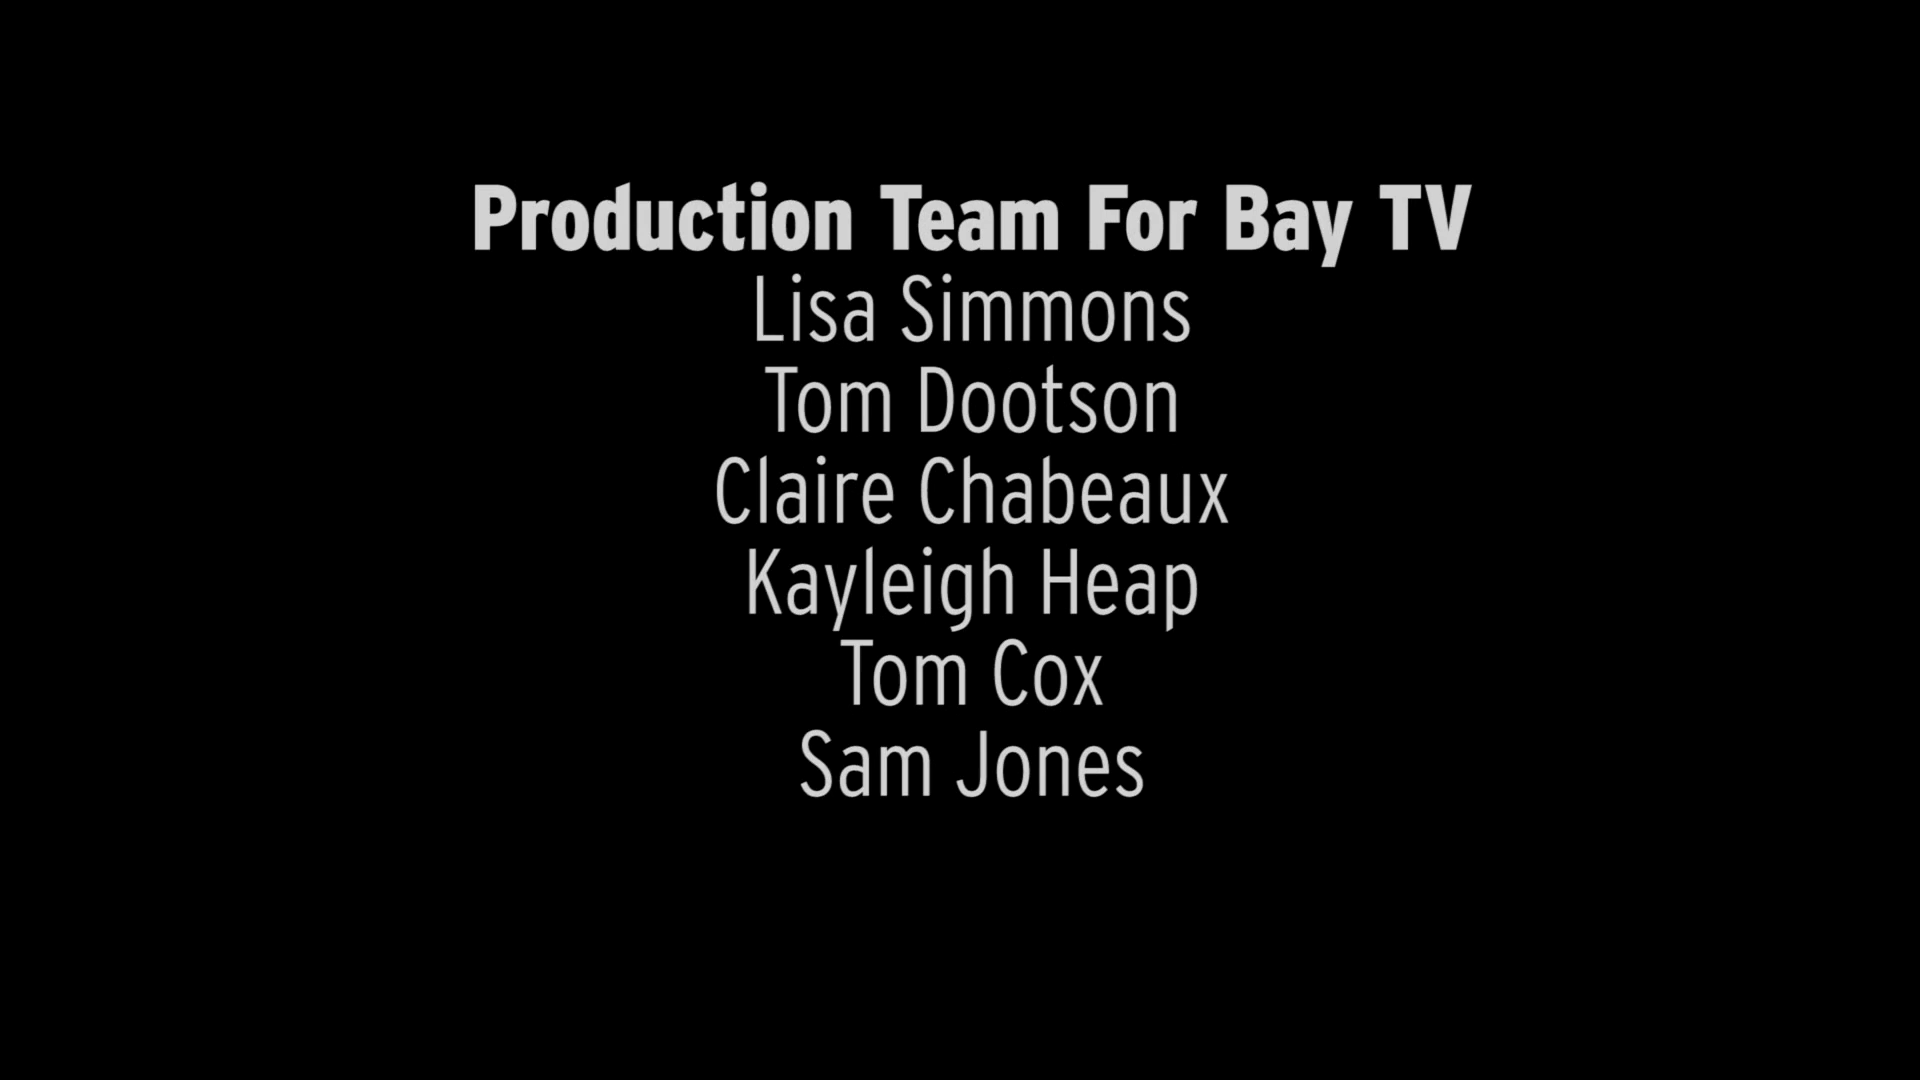 Production Team For Bay TV
Lisa Simmons
Tom Dootson
Claire Chabeaux
Kayleigh Heap
Tom Cox
Sam Jones